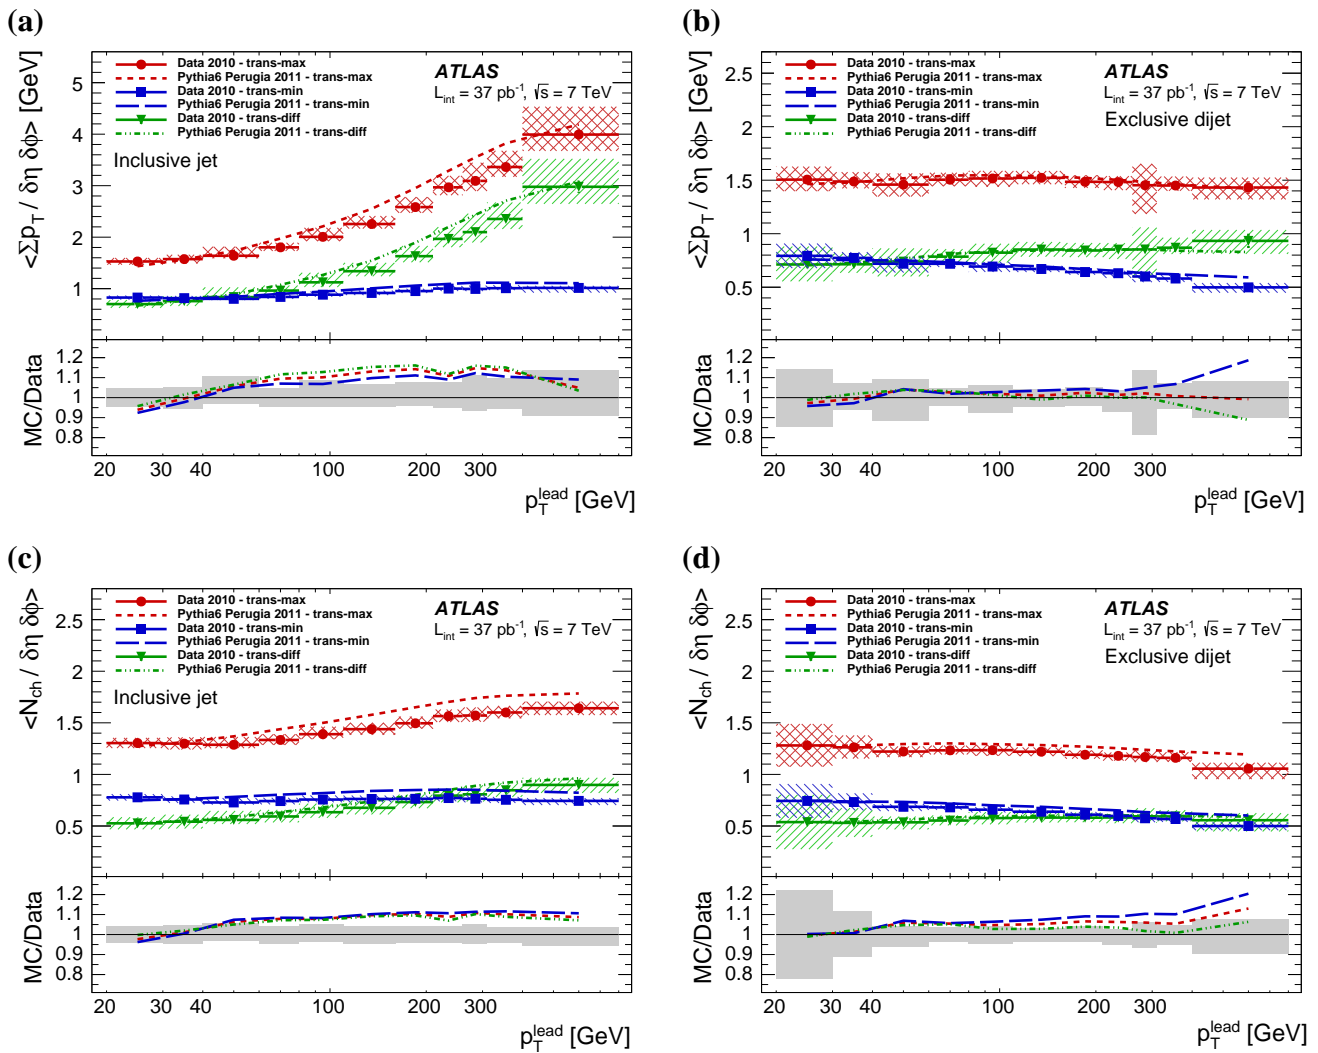 (a)
<Σp_T / δη δϕ> [GeV]
Data 2010 - trans-max
Pythia6 Perugia 2011 - trans-max
Data 2010 - trans-min
Pythia6 Perugia 2011 - trans-min
Data 2010 - trans-diff
Pythia6 Perugia 2011 - trans-diff
ATLAS
L_int = 37 pb⁻¹, √s = 7 TeV
Inclusive jet
5
4
3
2
1
MC/Data
1.2
1.1
1
0.9
0.8
20 30 40 100 200 300
p_T^lead [GeV]
(b)
<Σp_T / δη δϕ> [GeV]
Data 2010 - trans-max
Pythia6 Perugia 2011 - trans-max
Data 2010 - trans-min
Pythia6 Perugia 2011 - trans-min
Data 2010 - trans-diff
Pythia6 Perugia 2011 - trans-diff
ATLAS
L_int = 37 pb⁻¹, √s = 7 TeV
Exclusive dijet
2.5
2
1.5
1
0.5
MC/Data
1.2
1.1
1
0.9
0.8
20 30 40 100 200 300
p_T^lead [GeV]
(c)
<N_ch / δη δϕ>
Data 2010 - trans-max
Pythia6 Perugia 2011 - trans-max
Data 2010 - trans-min
Pythia6 Perugia 2011 - trans-min
Data 2010 - trans-diff
Pythia6 Perugia 2011 - trans-diff
ATLAS
L_int = 37 pb⁻¹, √s = 7 TeV
Inclusive jet
2.5
2
1.5
1
0.5
MC/Data
1.2
1.1
1
0.9
0.8
20 30 40 100 200 300
p_T^lead [GeV]
(d)
<N_ch / δη δϕ>
Data 2010 - trans-max
Pythia6 Perugia 2011 - trans-max
Data 2010 - trans-min
Pythia6 Perugia 2011 - trans-min
Data 2010 - trans-diff
Pythia6 Perugia 2011 - trans-diff
ATLAS
L_int = 37 pb⁻¹, √s = 7 TeV
Exclusive dijet
2.5
2
1.5
1
0.5
MC/Data
1.2
1.1
1
0.9
0.8
20 30 40 100 200 300
p_T^lead [GeV]